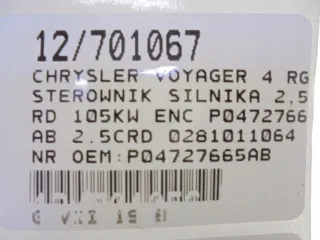 12/701067
CHRYSLER VOYAGER 4 RG
STEROWNIK SILNIKA 2,5
RD 105KW ENC P0472766
AB 2.5CRD 0281011064
NR OEM:P04727665AB